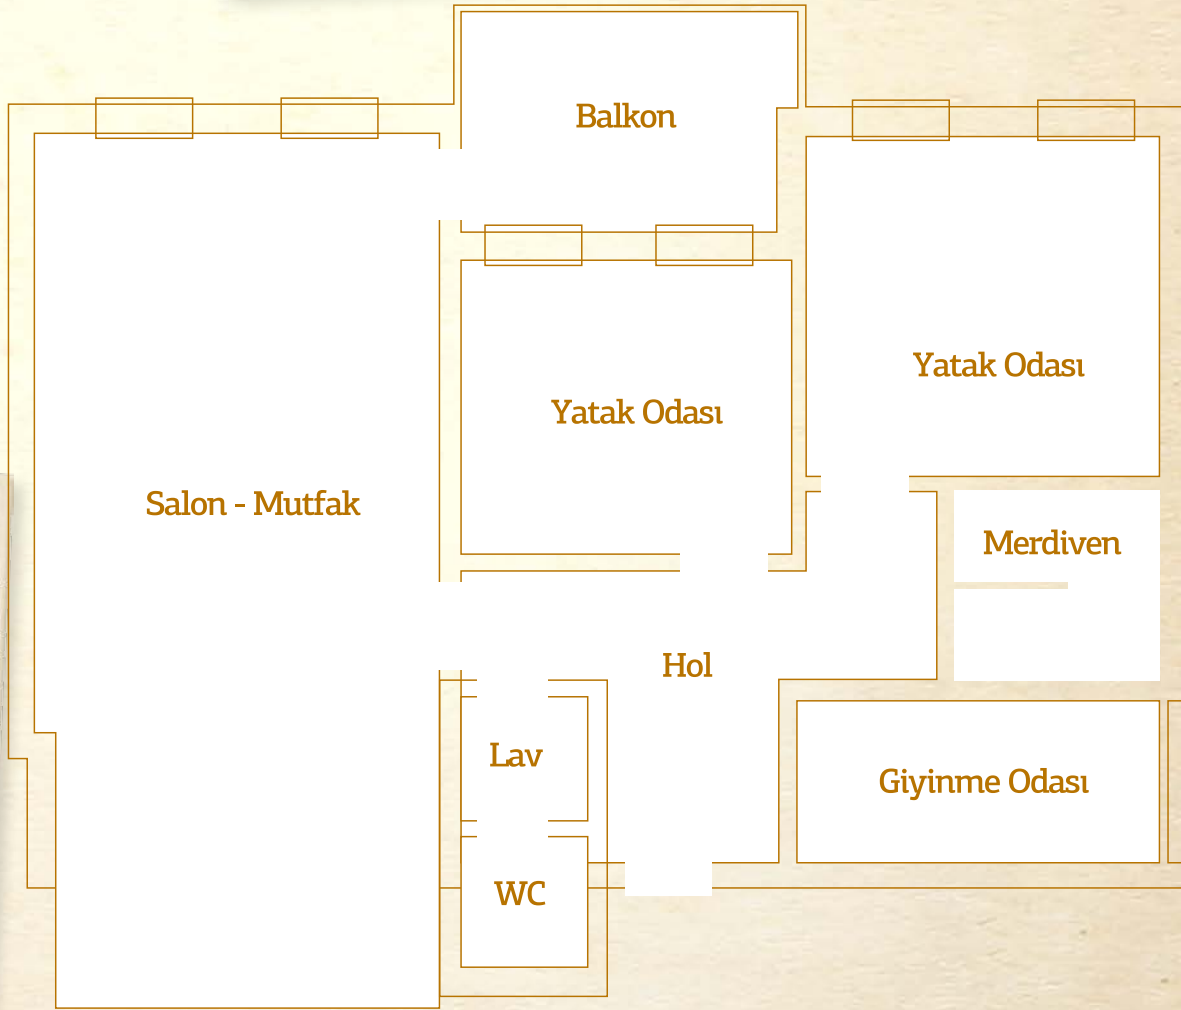 Balkon
Yatak Odası
Yatak Odası
Salon - Mutfak
Merdiven
Hol
Lav
Giyinme Odası
WC